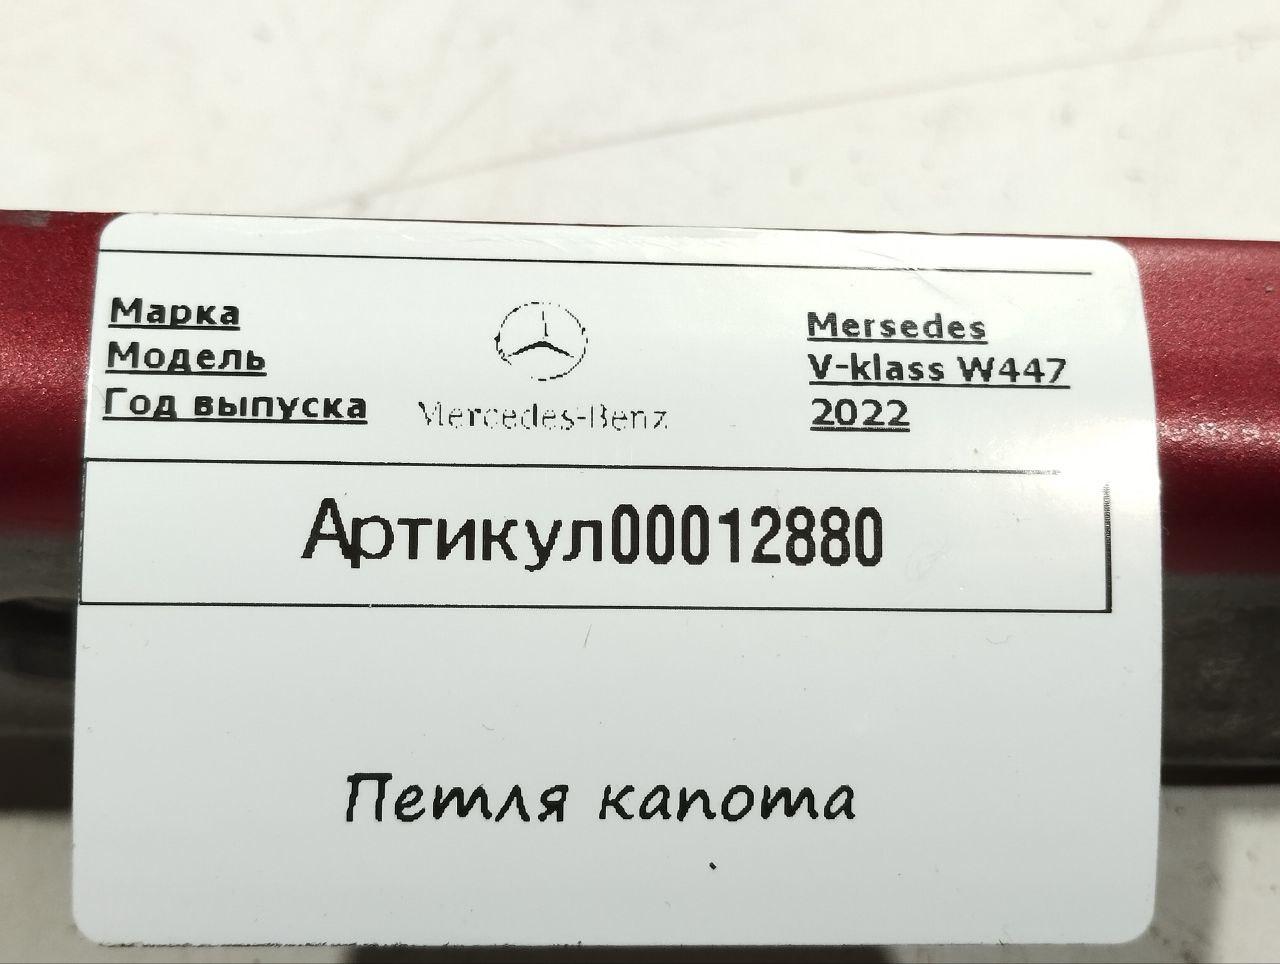 Марка
Модель
Год выпуска
Mercedes-Benz
Mersedes
V-klass W447
2022
Артикул00012880
Петля капота